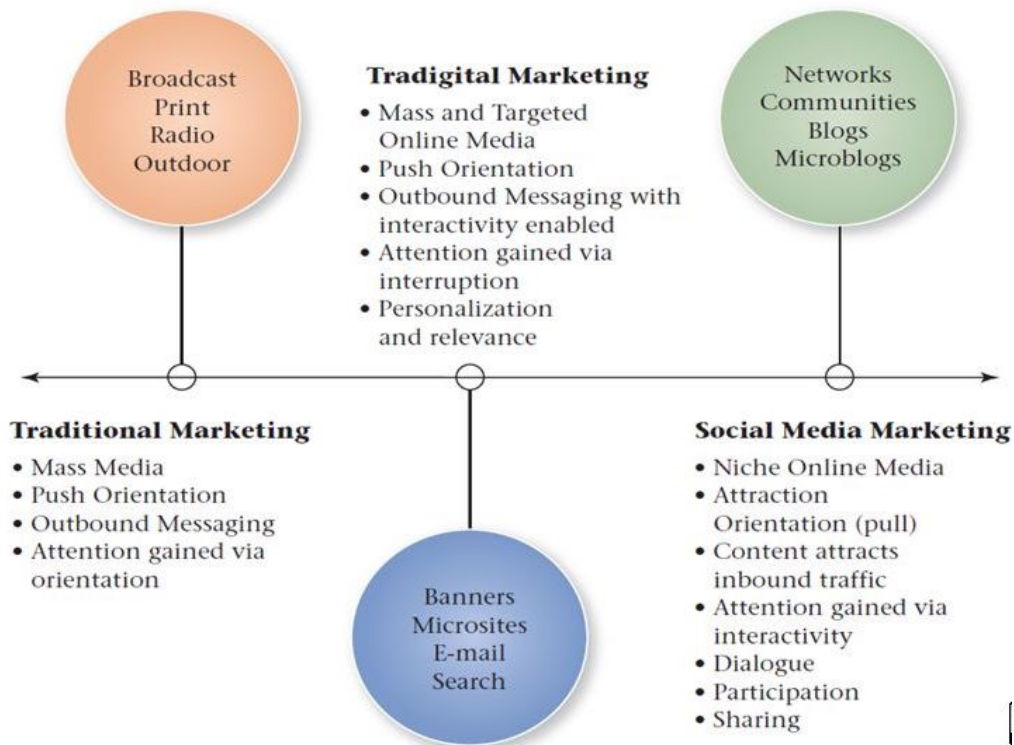 Broadcast
Print
Radio
Outdoor
Tradigital Marketing
• Mass and Targeted
Online Media
• Push Orientation
• Outbound Messaging with
interactivity enabled
• Attention gained via
interruption
• Personalization
and relevance
Networks
Communities
Blogs
Microblogs
Traditional Marketing
• Mass Media
• Push Orientation
• Outbound Messaging
• Attention gained via
orientation
Banners
Microsites
E-mail
Search
Social Media Marketing
• Niche Online Media
• Attraction
Orientation (pull)
• Content attracts
inbound traffic
• Attention gained via
interactivity
• Dialogue
• Participation
• Sharing